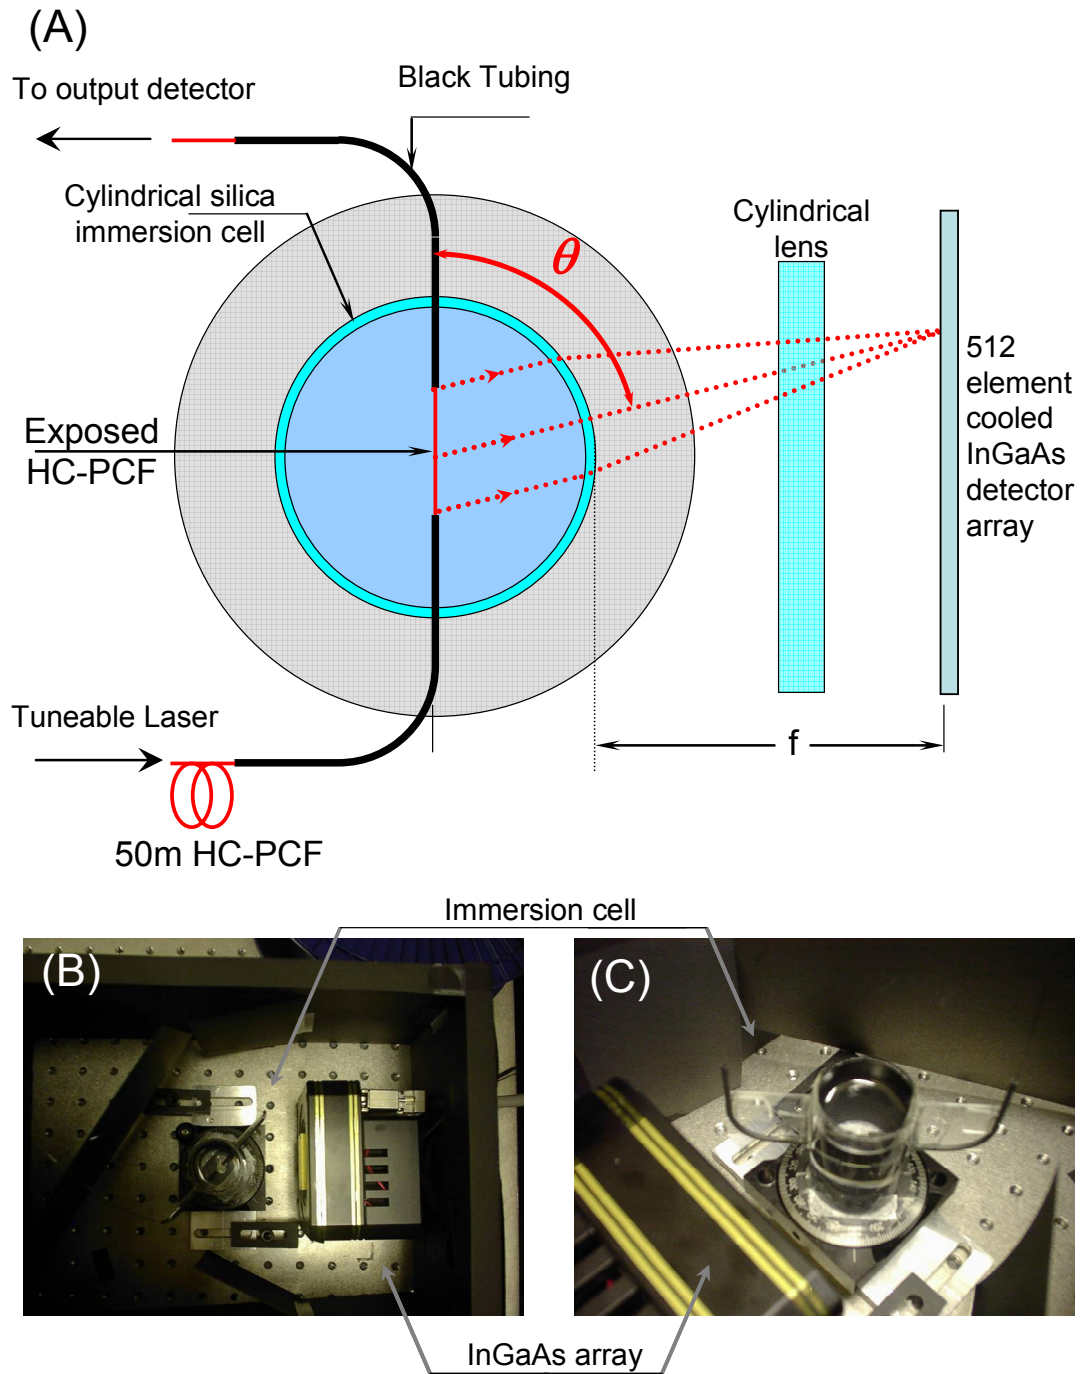 (A)
To output detector
Black Tubing
Cylindrical silica
immersion cell
θ
Cylindrical
lens
512
element
cooled
InGaAs
detector
array
Exposed
HC-PCF
f
Tuneable Laser
50m HC-PCF
Immersion cell
(B)
(C)
InGaAs array